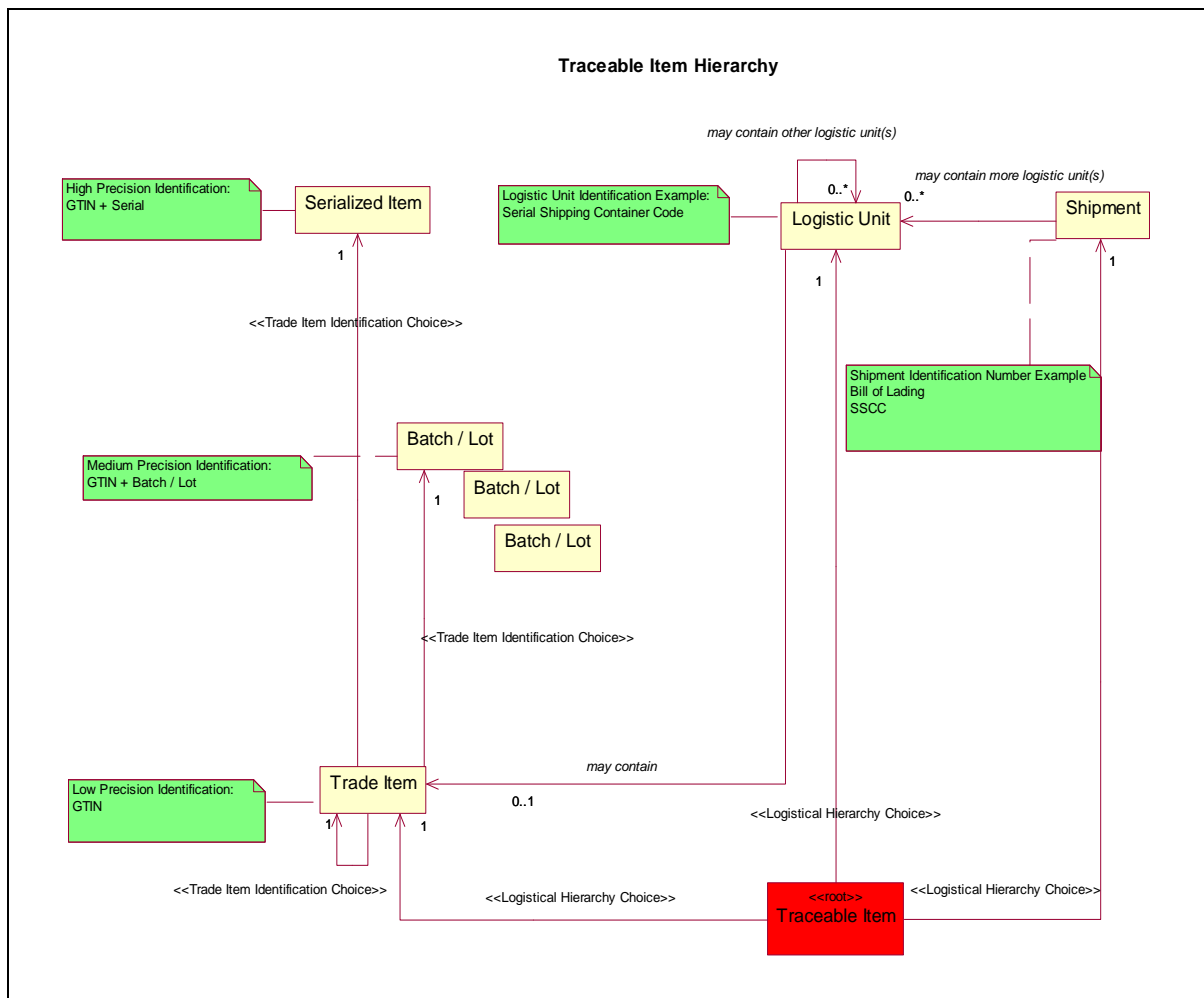 Traceable Item Hierarchy
may contain other logistic unit(s)
may contain more logistic unit(s)
High Precision Identification:
GTIN + Serial
Serialized Item
1
Logistic Unit Identification Example:
Serial Shipping Container Code
0..*
Logistic Unit
1
0..*
Shipment
1
<<Trade Item Identification Choice>>
Shipment Identification Number Example
Bill of Lading
SSCC
Medium Precision Identification:
GTIN + Batch / Lot
Batch / Lot
1
Batch / Lot
Batch / Lot
<<Trade Item Identification Choice>>
Low Precision Identification:
GTIN
Trade Item
1
1
may contain
0..1
<<Logistical Hierarchy Choice>>
<<Trade Item Identification Choice>>
<<Logistical Hierarchy Choice>>
<<root>>
Traceable Item
<<Logistical Hierarchy Choice>>